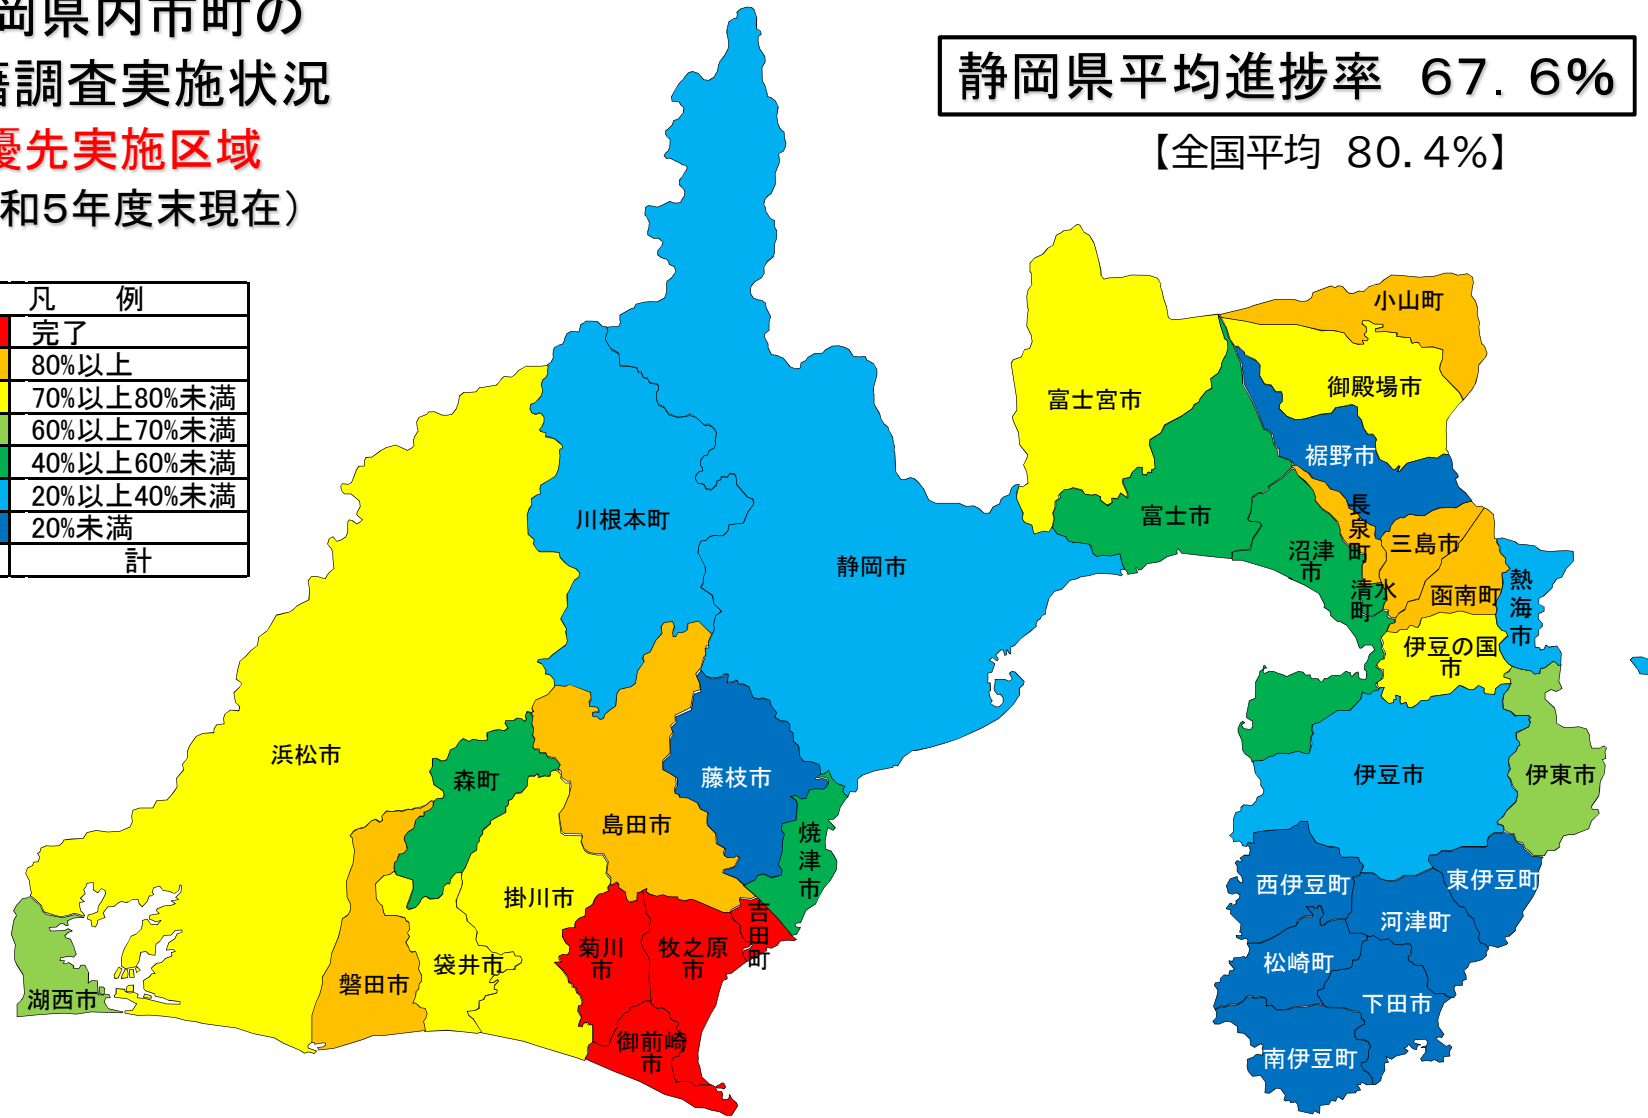 岡県内市町の
調査実施状況
優先実施区域
和5年度末現在）
静岡県平均進捗率 67.6%
【全国平均 80.4%】
凡 例
完了
80%以上
70%以上80%未満
60%以上70%未満
40%以上60%未満
20%以上40%未満
20%未満
計
小山町
御殿場市
富士宮市
裾野市
長泉町
富士市
川根本町
三島市
沼津市
静岡市
清水町
函南町
熱海市
伊豆の国市
浜松市
森町
藤枝市
伊豆市
伊東市
島田市
焼津市
掛川市
西伊豆町
東伊豆町
吉田町
河津町
菊川市
牧之原市
袋井市
松崎町
磐田市
湖西市
下田市
御前崎市
南伊豆町